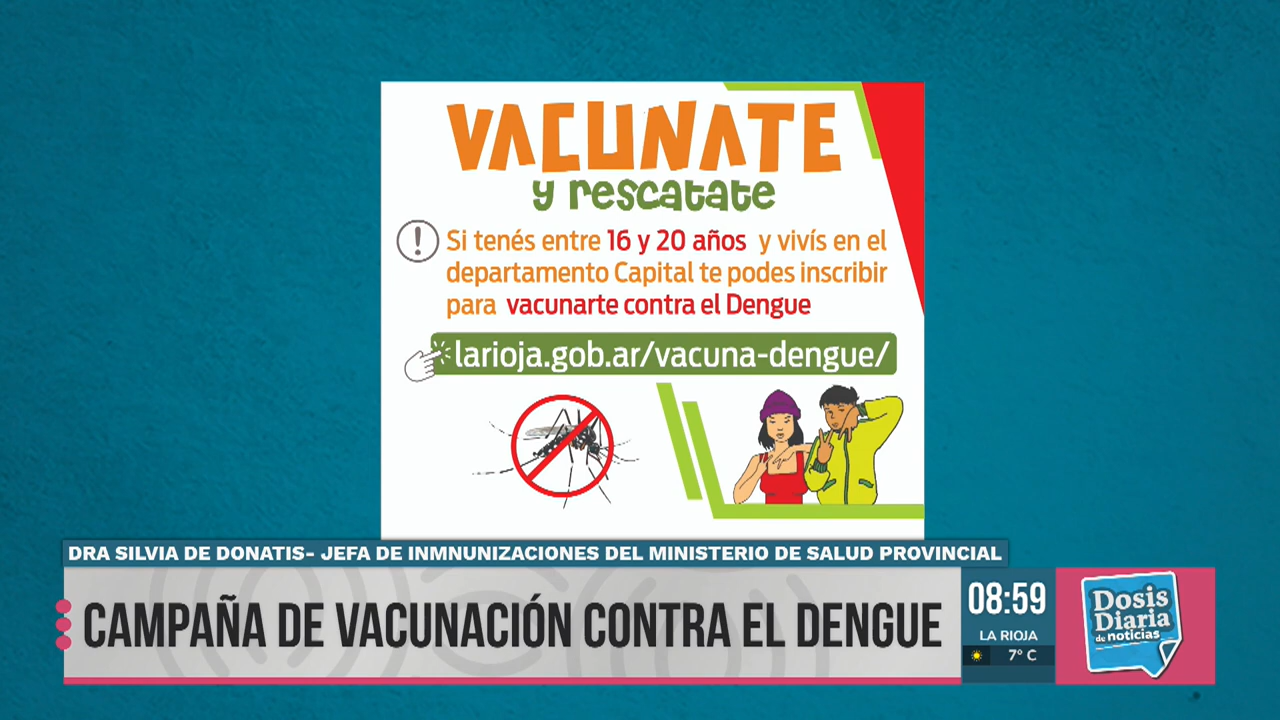 VACUNATE
y rescatate
Si tenés entre 16 y 20 años y vivís en el
departamento Capital te podes inscribir
para vacunarte contra el Dengue
larioja.gob.ar/vacuna-dengue/
DRA SILVIA DE DONATIS- JEFA DE INMNUNIZACIONES DEL MINISTERIO DE SALUD PROVINCIAL
CAMPAÑA DE VACUNACIÓN CONTRA EL DENGUE
08:59
LA RIOJA
7° C
Dosis
Diaria
de noticias